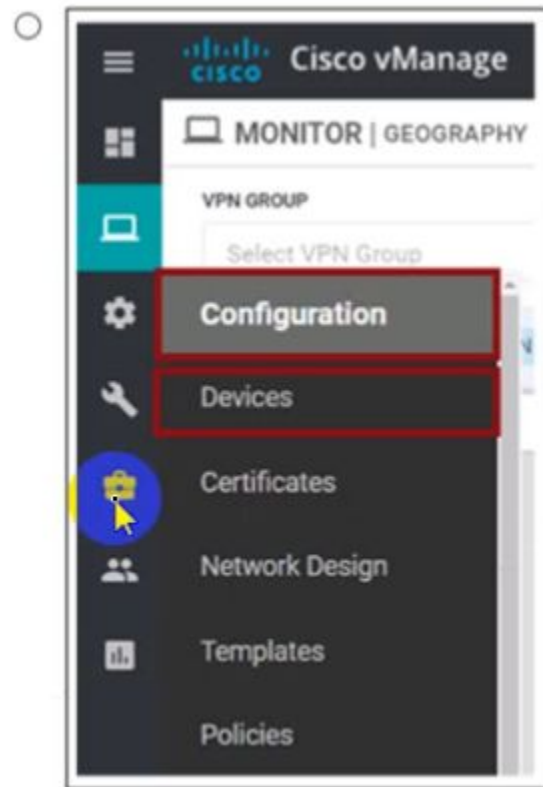 CISCO Cisco vManage
MONITOR | GEOGRAPHY
VPN GROUP
Select VPN Group
Configuration
Devices
Certificates
Network Design
Templates
Policies